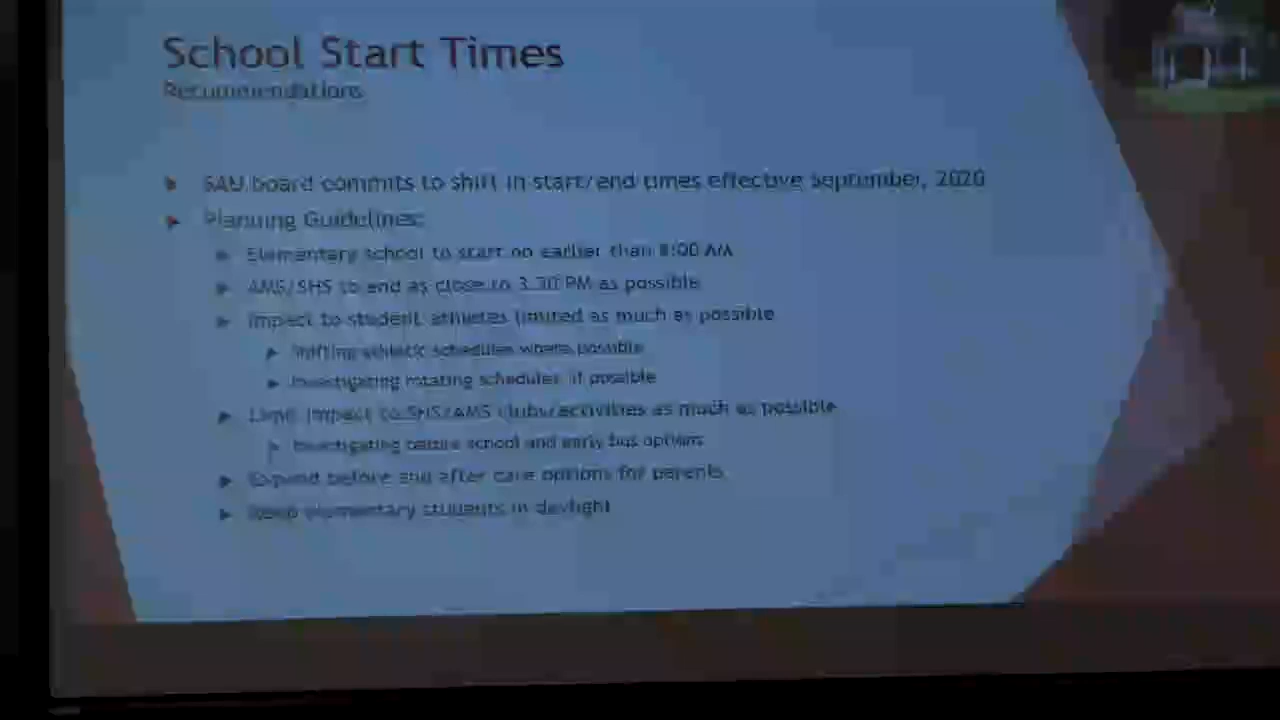 School Start Times
Recommendations
SAU board commits to shift in start/end times effective September, 2020
Planning Guidelines:
Elementary school to start no earlier than 8:00 AM
AMS/SHS to end as close to 3:30 PM as possible
Impact to student athletes limited as much as possible
Shifting athletic schedules where possible
Investigating rotating schedules, if possible
Limit impact to SHS/AMS clubs/activities as much as possible
Investigating before school and early bus options
Expand before and after care options for parents
Keep elementary students in daylight